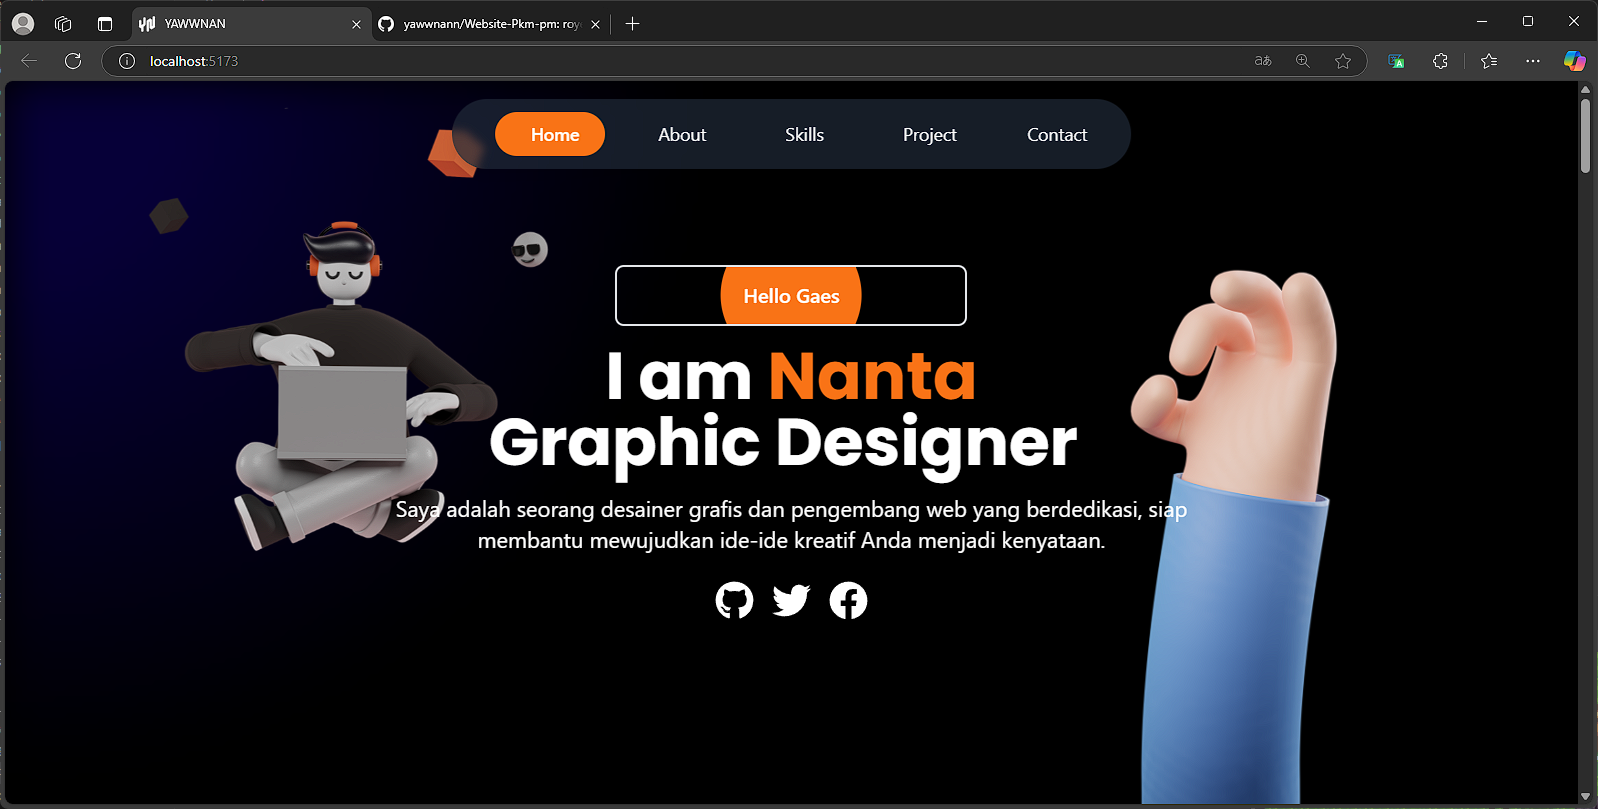 YAWWNAN
yawwnann/Website-Pkm-pm: roy
localhost:5173
Home
About
Skills
Project
Contact
Hello Gaes
I am Nanta
Graphic Designer
Saya adalah seorang desainer grafis dan pengembang web yang berdedikasi, siap
membantu mewujudkan ide-ide kreatif Anda menjadi kenyataan.